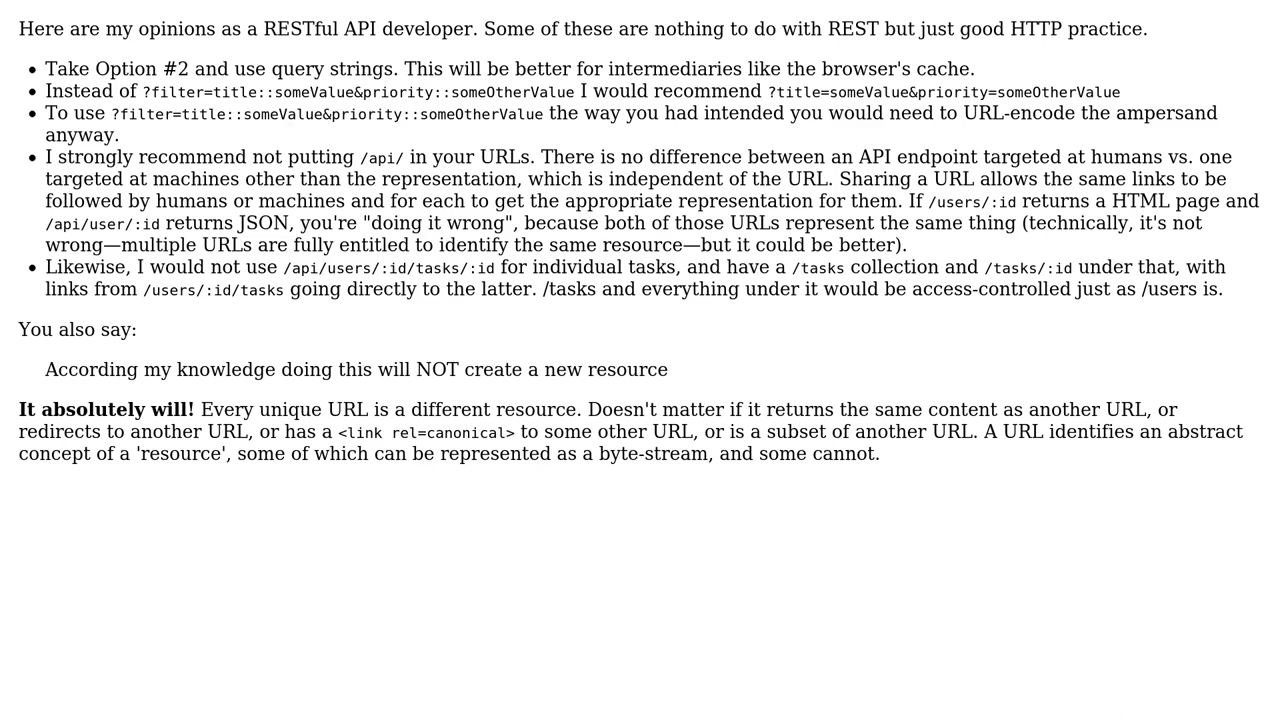 Here are my opinions as a RESTful API developer. Some of these are nothing to do with REST but just good HTTP practice.
Take Option #2 and use query strings. This will be better for intermediaries like the browser's cache.
Instead of ?filter=title::someValue&priority::someOtherValue I would recommend ?title=someValue&priority=someOtherValue
To use ?filter=title::someValue&priority::someOtherValue the way you had intended you would need to URL-encode the ampersand
anyway.
I strongly recommend not putting /api/ in your URLs. There is no difference between an API endpoint targeted at humans vs. one
targeted at machines other than the representation, which is independent of the URL. Sharing a URL allows the same links to be
followed by humans or machines and for each to get the appropriate representation for them. If /users/:id returns a HTML page and
/api/user/:id returns JSON, you're "doing it wrong", because both of those URLs represent the same thing (technically, it's not
wrong—multiple URLs are fully entitled to identify the same resource—but it could be better).
Likewise, I would not use /api/users/:id/tasks/:id for individual tasks, and have a /tasks collection and /tasks/:id under that, with
links from /users/:id/tasks going directly to the latter. /tasks and everything under it would be access-controlled just as /users is.
You also say:
According my knowledge doing this will NOT create a new resource
It absolutely will! Every unique URL is a different resource. Doesn't matter if it returns the same content as another URL, or
redirects to another URL, or has a <link rel=canonical> to some other URL, or is a subset of another URL. A URL identifies an abstract
concept of a 'resource', some of which can be represented as a byte-stream, and some cannot.